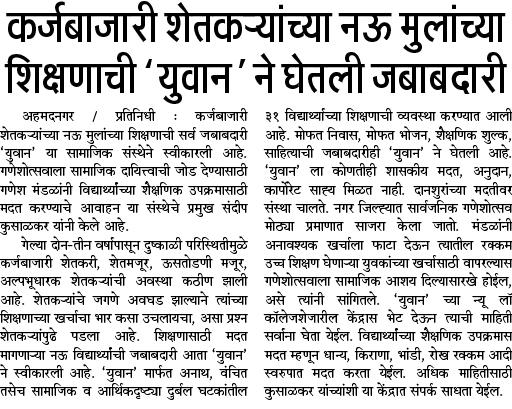 कर्जबाजारी शेतकऱ्यांच्या नऊ मुलांच्या
शिक्षणाची ‘युवान’ने घेतली जबाबदारी
अहमदनगर / प्रतिनिधी : कर्जबाजारी
शेतकऱ्यांच्या नऊ मुलांच्या शिक्षणाची सर्व जबाबदारी
‘युवान’ या सामाजिक संस्थेने स्वीकारली आहे.
गणेशोत्सवाला सामाजिक दायित्त्वाची जोड देण्यासाठी
गणेश मंडळांनी विद्यार्थ्याच्या शैक्षणिक उपक्रमासाठी
मदत करण्याचे आवाहन या संस्थेचे प्रमुख संदीप
कुसाळकर यांनी केले आहे.
गेल्या दोन-तीन वर्षापासून दुष्काळी परिस्थितीमुळे
कर्जबाजारी शेतकरी, शेतमजूर, ऊसतोडणी मजूर,
अल्पभूधारक शेतकऱ्यांची अवस्था कठीण झाली
आहे. शेतकऱ्यांचे जगणे अवघड झाल्याने त्यांच्या
शिक्षणाच्या खर्चाचा भार कसा उचलायचा, असा प्रश्न
शेतकऱ्यांपुढे पडला आहे. शिक्षणासाठी मदत
मागणाऱ्या नऊ विद्यार्थ्यांची जबाबदारी आता ‘युवान’
ने स्वीकारली आहे. ‘युवान’ मार्फत अनाथ, वंचित
तसेच सामाजिक व आर्थिकदृष्ट्या दुर्बल घटकांतील
३१ विद्यार्थ्यांच्या शिक्षणाची व्यवस्था करण्यात आली
आहे. मोफत निवास, मोफत भोजन, शैक्षणिक शुल्क,
साहित्याची जबाबदारीही ‘युवान’ ने घेतली आहे.
‘युवान’ ला कोणतीही शासकीय मदत, अनुदान,
कार्पोरेट साह्य मिळत नाही. दानशुरांच्या मदतीवर
संस्था चालते. नगर जिल्ह्यात सार्वजनिक गणेशोत्सव
मोठ्या प्रमाणात साजरा केला जातो. मंडळांनी
अनावश्यक खर्चाला फाटा देऊन त्यातील रक्कम
उच्च शिक्षण घेणाऱ्या युवकांच्या खर्चासाठी वापरल्यास
गणेशोत्सवाला सामाजिक आशय दिल्यासारखे होईल,
असे त्यांनी सांगितले. ‘युवान’ च्या न्यू लॉ
कॉलेजशेजारील केंद्रास भेट देऊन त्याची माहिती
सर्वाना घेता येईल. विद्यार्थ्यांच्या शैक्षणिक उपक्रमास
मदत म्हणून धान्य, किराणा, भांडी, रोख रक्कम आदी
स्वरुपात मदत करता येईल. अधिक माहितीसाठी
कुसाळकर यांच्यांशी या केंद्रात संपर्क साधता येईल.